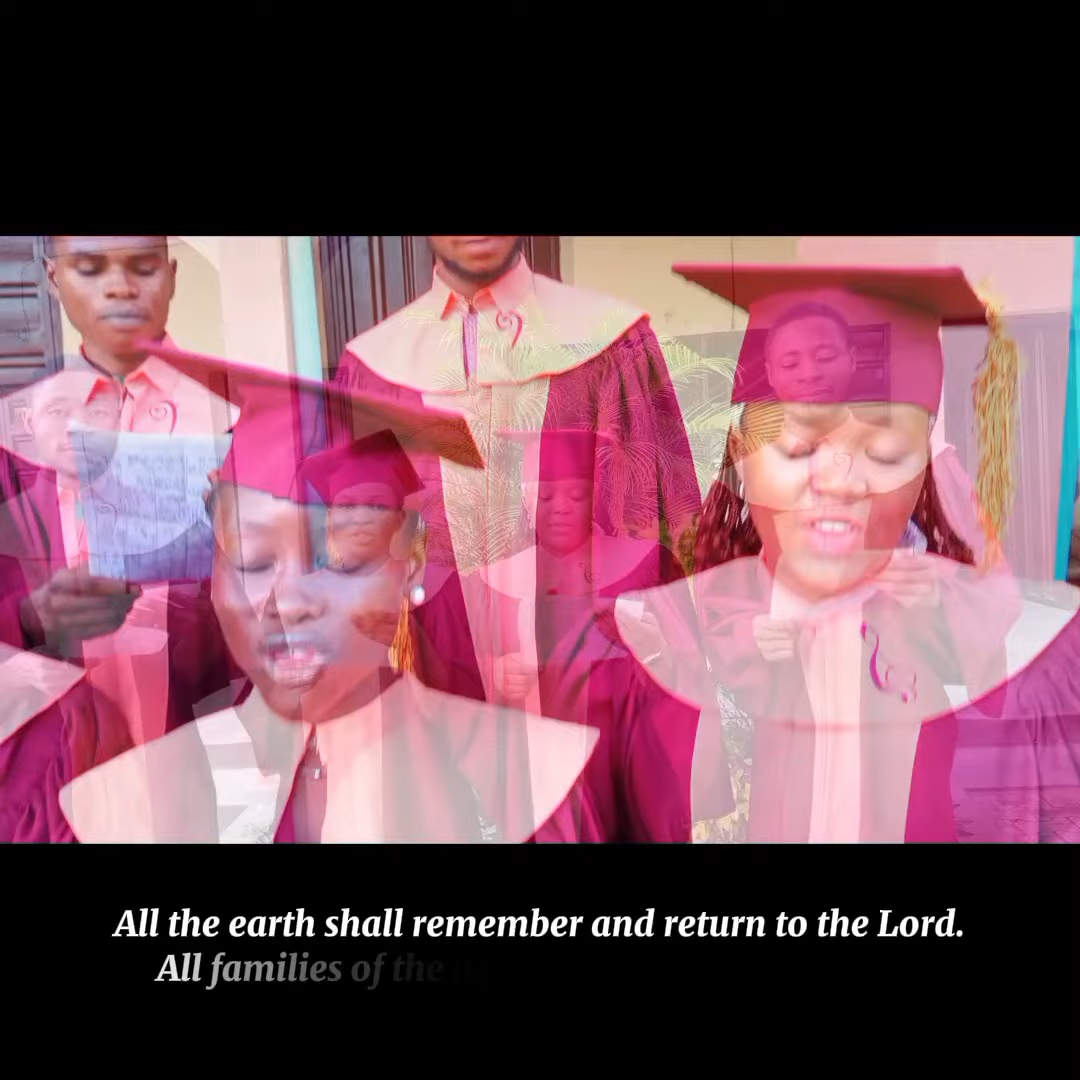 All the earth shall remember and return to the Lord.
All families of the